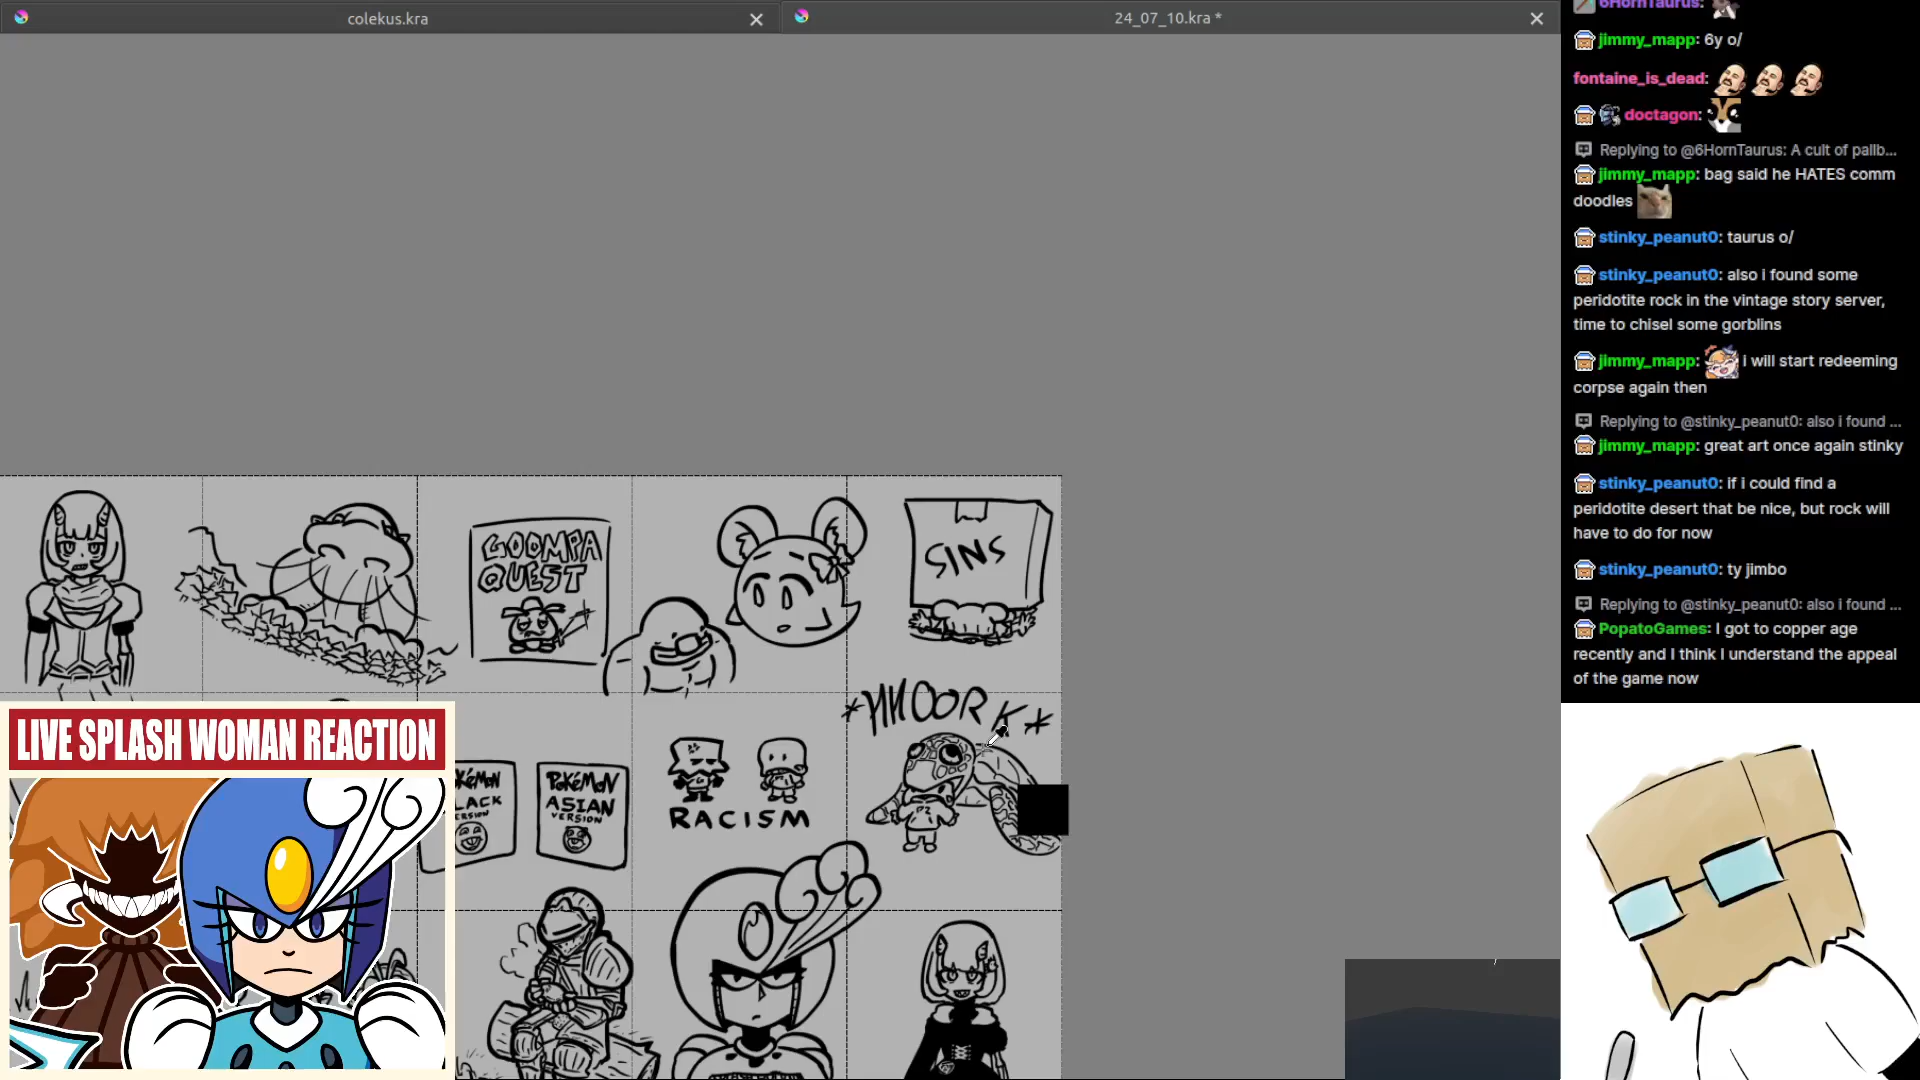 colekus.kra
24_07_10.kra *
6HornTaurus:
jimmy_mapp: 6y o/
fontaine_is_dead:
doctagon:
Replying to @6HornTaurus: A cult of pallb...
jimmy_mapp: bag said he HATES comm
doodles
stinky_peanut0: taurus o/
stinky_peanut0: also i found some
peridotite rock in the vintage story server,
time to chisel some gorblins
jimmy_mapp: i will start redeeming
corpse again then
Replying to @stinky_peanut0: also i found ...
jimmy_mapp: great art once again stinky
stinky_peanut0: if i could find a
peridotite desert that be nice, but rock will
have to do for now
stinky_peanut0: ty jimbo
Replying to @stinky_peanut0: also i found ...
PopatoGames: I got to copper age
recently and I think I understand the appeal
of the game now
GOOMPA
QUEST
SINS
*HHOORK*
POKéMON
ASIAN
VERSION
RACISM
LIVE SPLASH WOMAN REACTION